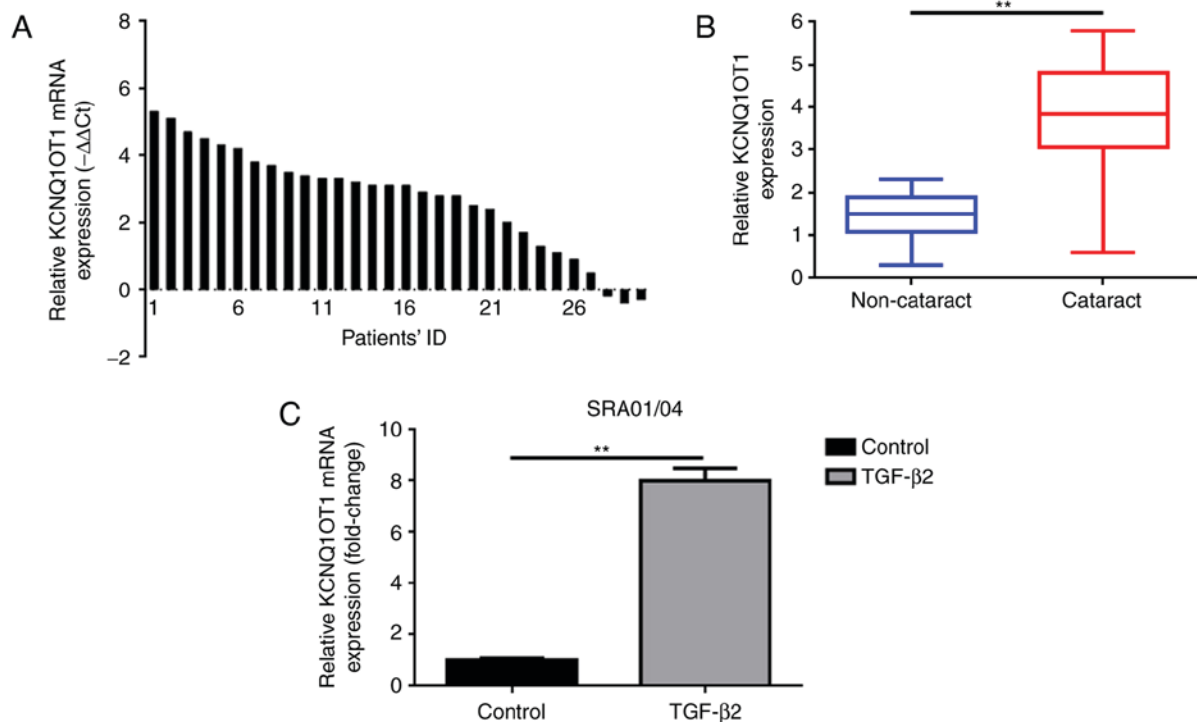 A
Relative KCNQ1OT1 mRNA
expression (−ΔΔCt)
8
6
4
2
0
−2
1 6 11 16 21 26
Patients' ID
B
**
Relative KCNQ1OT1
expression
6
5
4
3
2
1
0
Non-cataract Cataract
C
SRA01/04
**
Relative KCNQ1OT1 mRNA
expression (fold-change)
10
8
6
4
2
0
Control TGF-β2
Control
TGF-β2